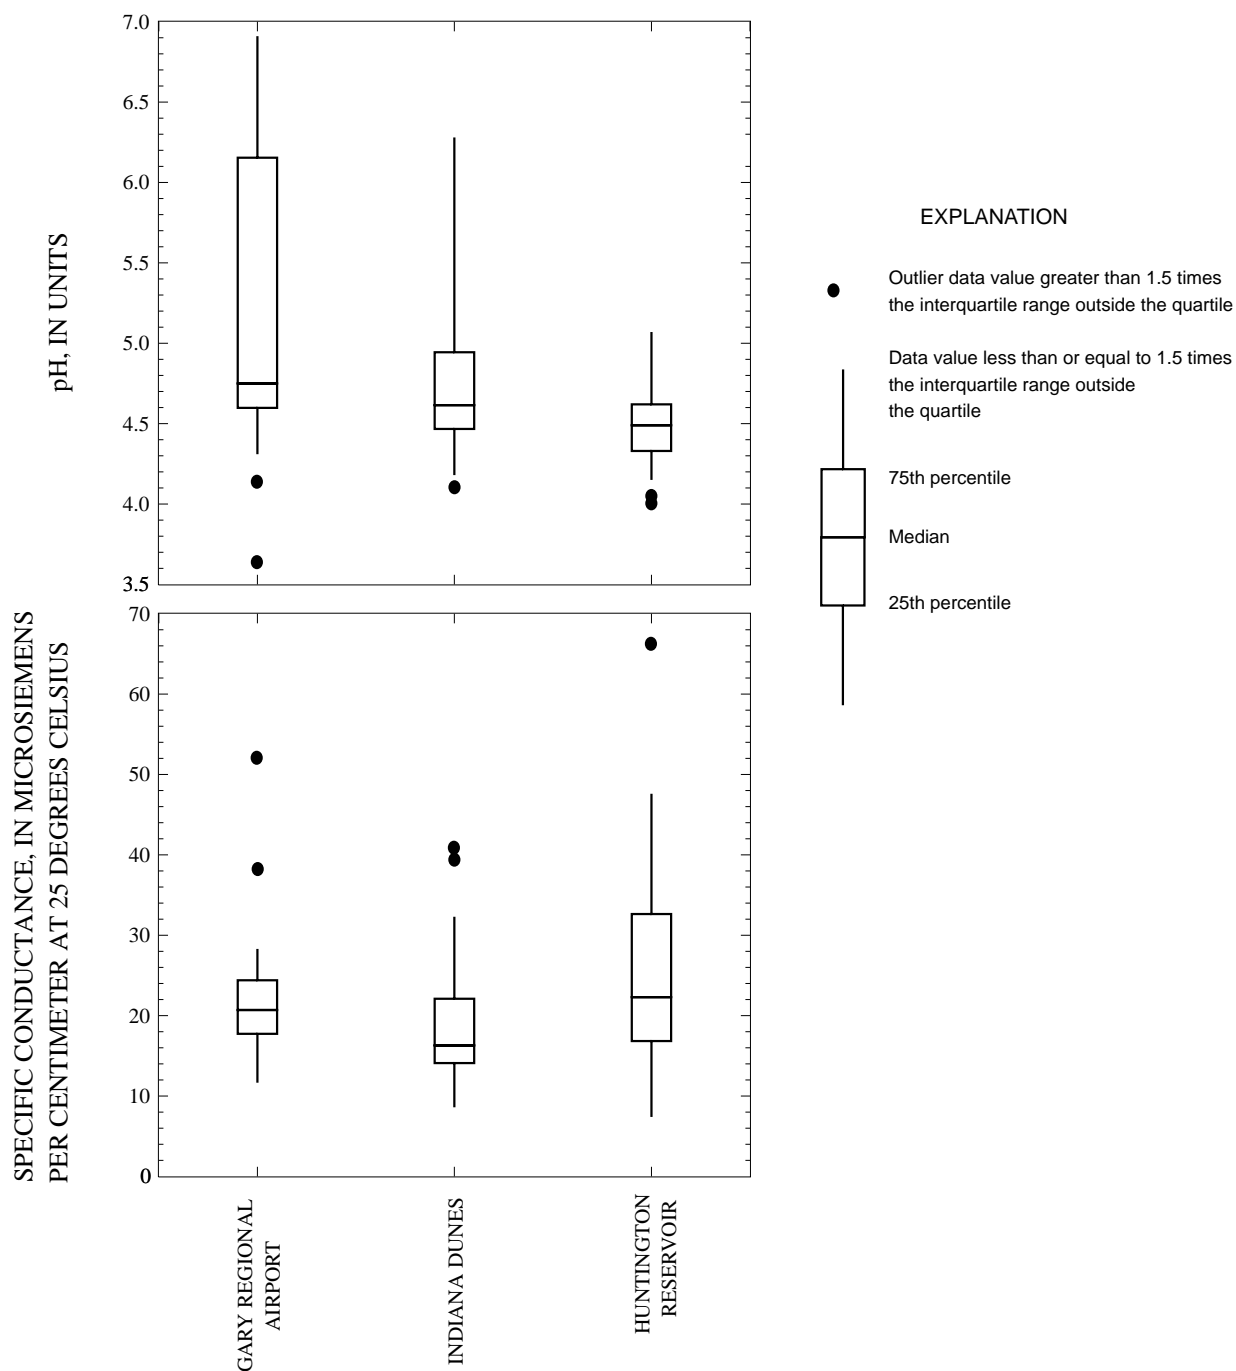 7.0
6.5
6.0
5.5
5.0
4.5
4.0
3.5
pH, IN UNITS
EXPLANATION
Outlier data value greater than 1.5 times
the interquartile range outside the quartile
Data value less than or equal to 1.5 times
the interquartile range outside
the quartile
75th percentile
Median
25th percentile
70
60
50
40
30
20
10
0
SPECIFIC CONDUCTANCE, IN MICROSIEMENS
PER CENTIMETER AT 25 DEGREES CELSIUS
GARY REGIONAL
AIRPORT
INDIANA DUNES
HUNTINGTON
RESERVOIR